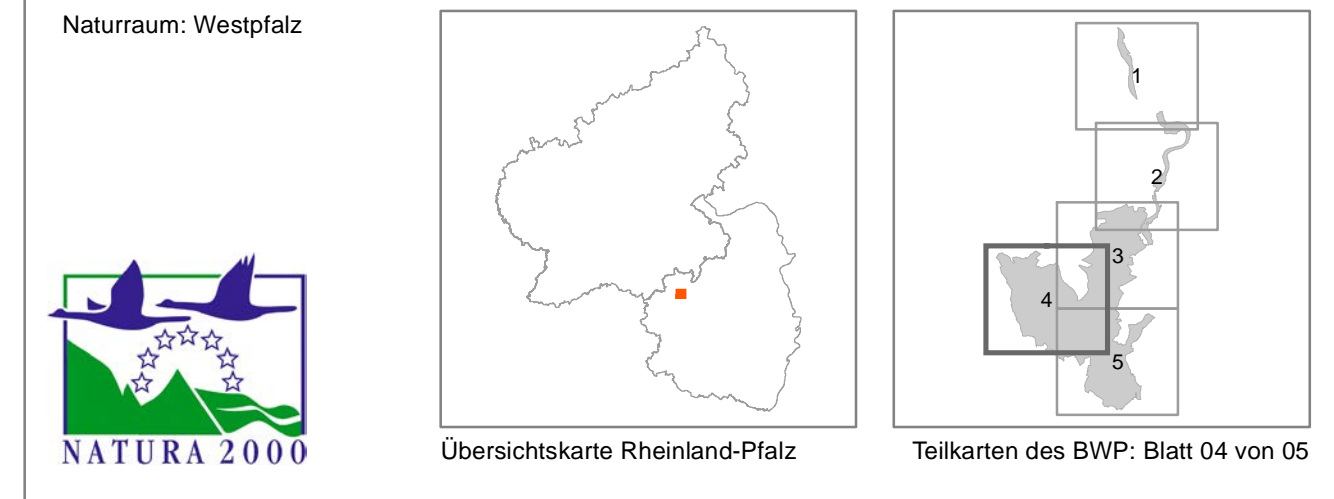 Naturraum: Westpfalz
1
2
3
4
5
NATURA 2000
Übersichtskarte Rheinland-Pfalz
Teilkarten des BWP: Blatt 04 von 05